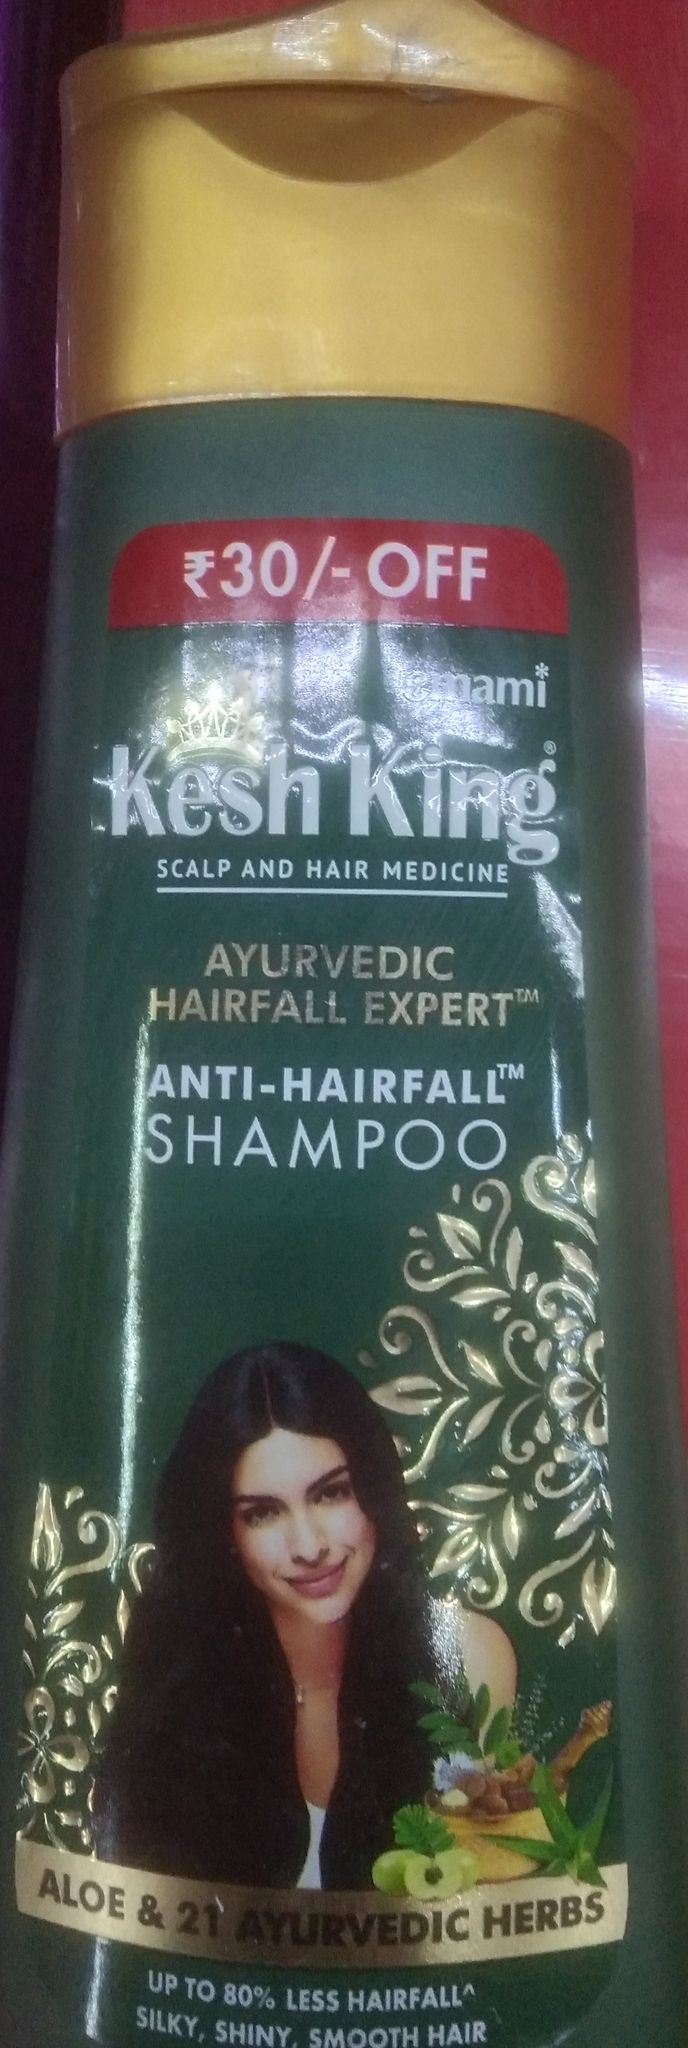 ₹30/- OFF
emami*
Kesh King®
SCALP AND HAIR MEDICINE
AYURVEDIC
HAIRFALL EXPERT™
ANTI-HAIRFALL™
SHAMPOO
ALOE & 21 AYURVEDIC HERBS
UP TO 80% LESS HAIRFALL^
SILKY, SHINY, SMOOTH HAIR